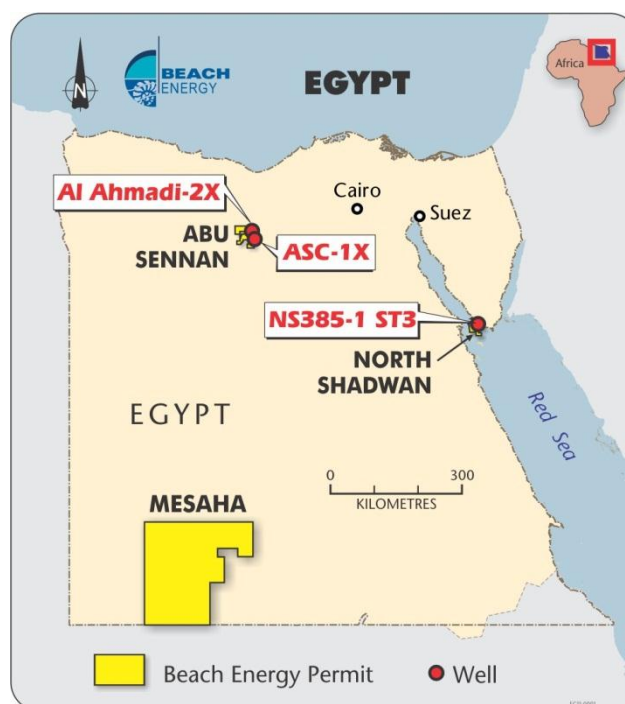 N
BEACH
ENERGY
EGYPT
Africa
Al Ahmadi-2X
Cairo
Suez
ABU
SENNAN
ASC-1X
NS385-1 ST3
NORTH
SHADWAN
EGYPT
Red Sea
0 300
KILOMETRES
MESAHA
Beach Energy Permit
Well